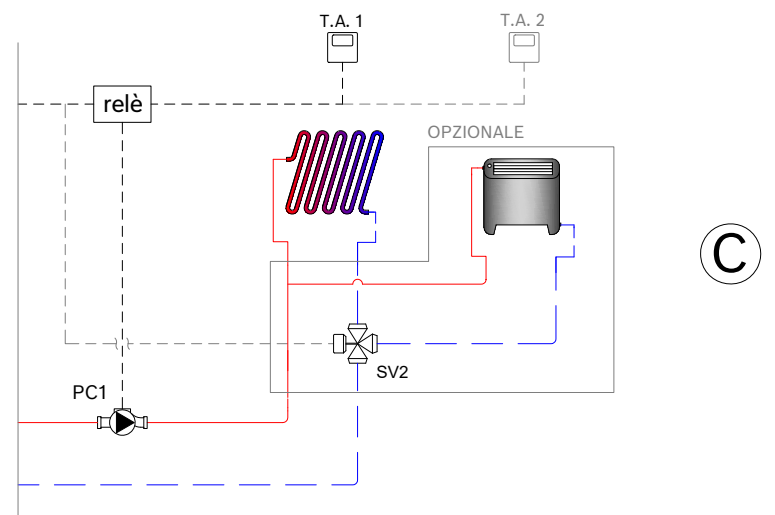 T.A. 1
T.A. 2
relè
OPZIONALE
C
SV2
PC1